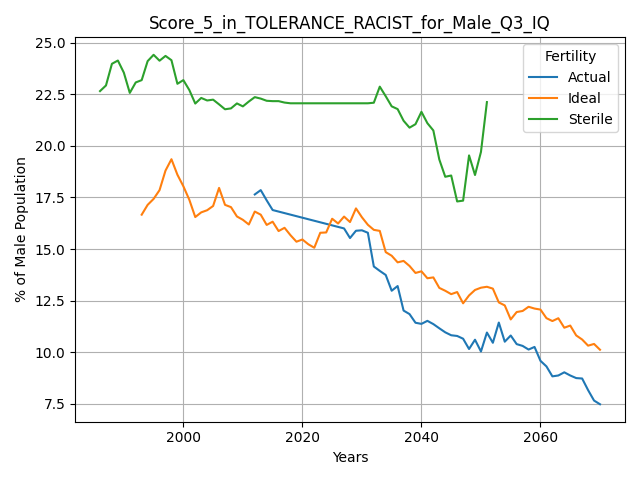 Score_5_in_TOLERANCE_RACIST_for_Male_Q3_IQ
% of Male Population
25.0
22.5
20.0
17.5
15.0
12.5
10.0
7.5
Fertility
Actual
Ideal
Sterile
2000
2020
2040
2060
Years